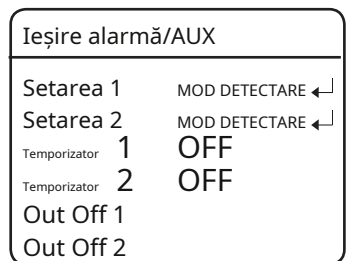 Ieșire alarmă/AUX
Setarea 1 MOD DETECTARE
Setarea 2 MOD DETECTARE
Temporizator 1 OFF
Temporizator 2 OFF
Out Off 1
Out Off 2